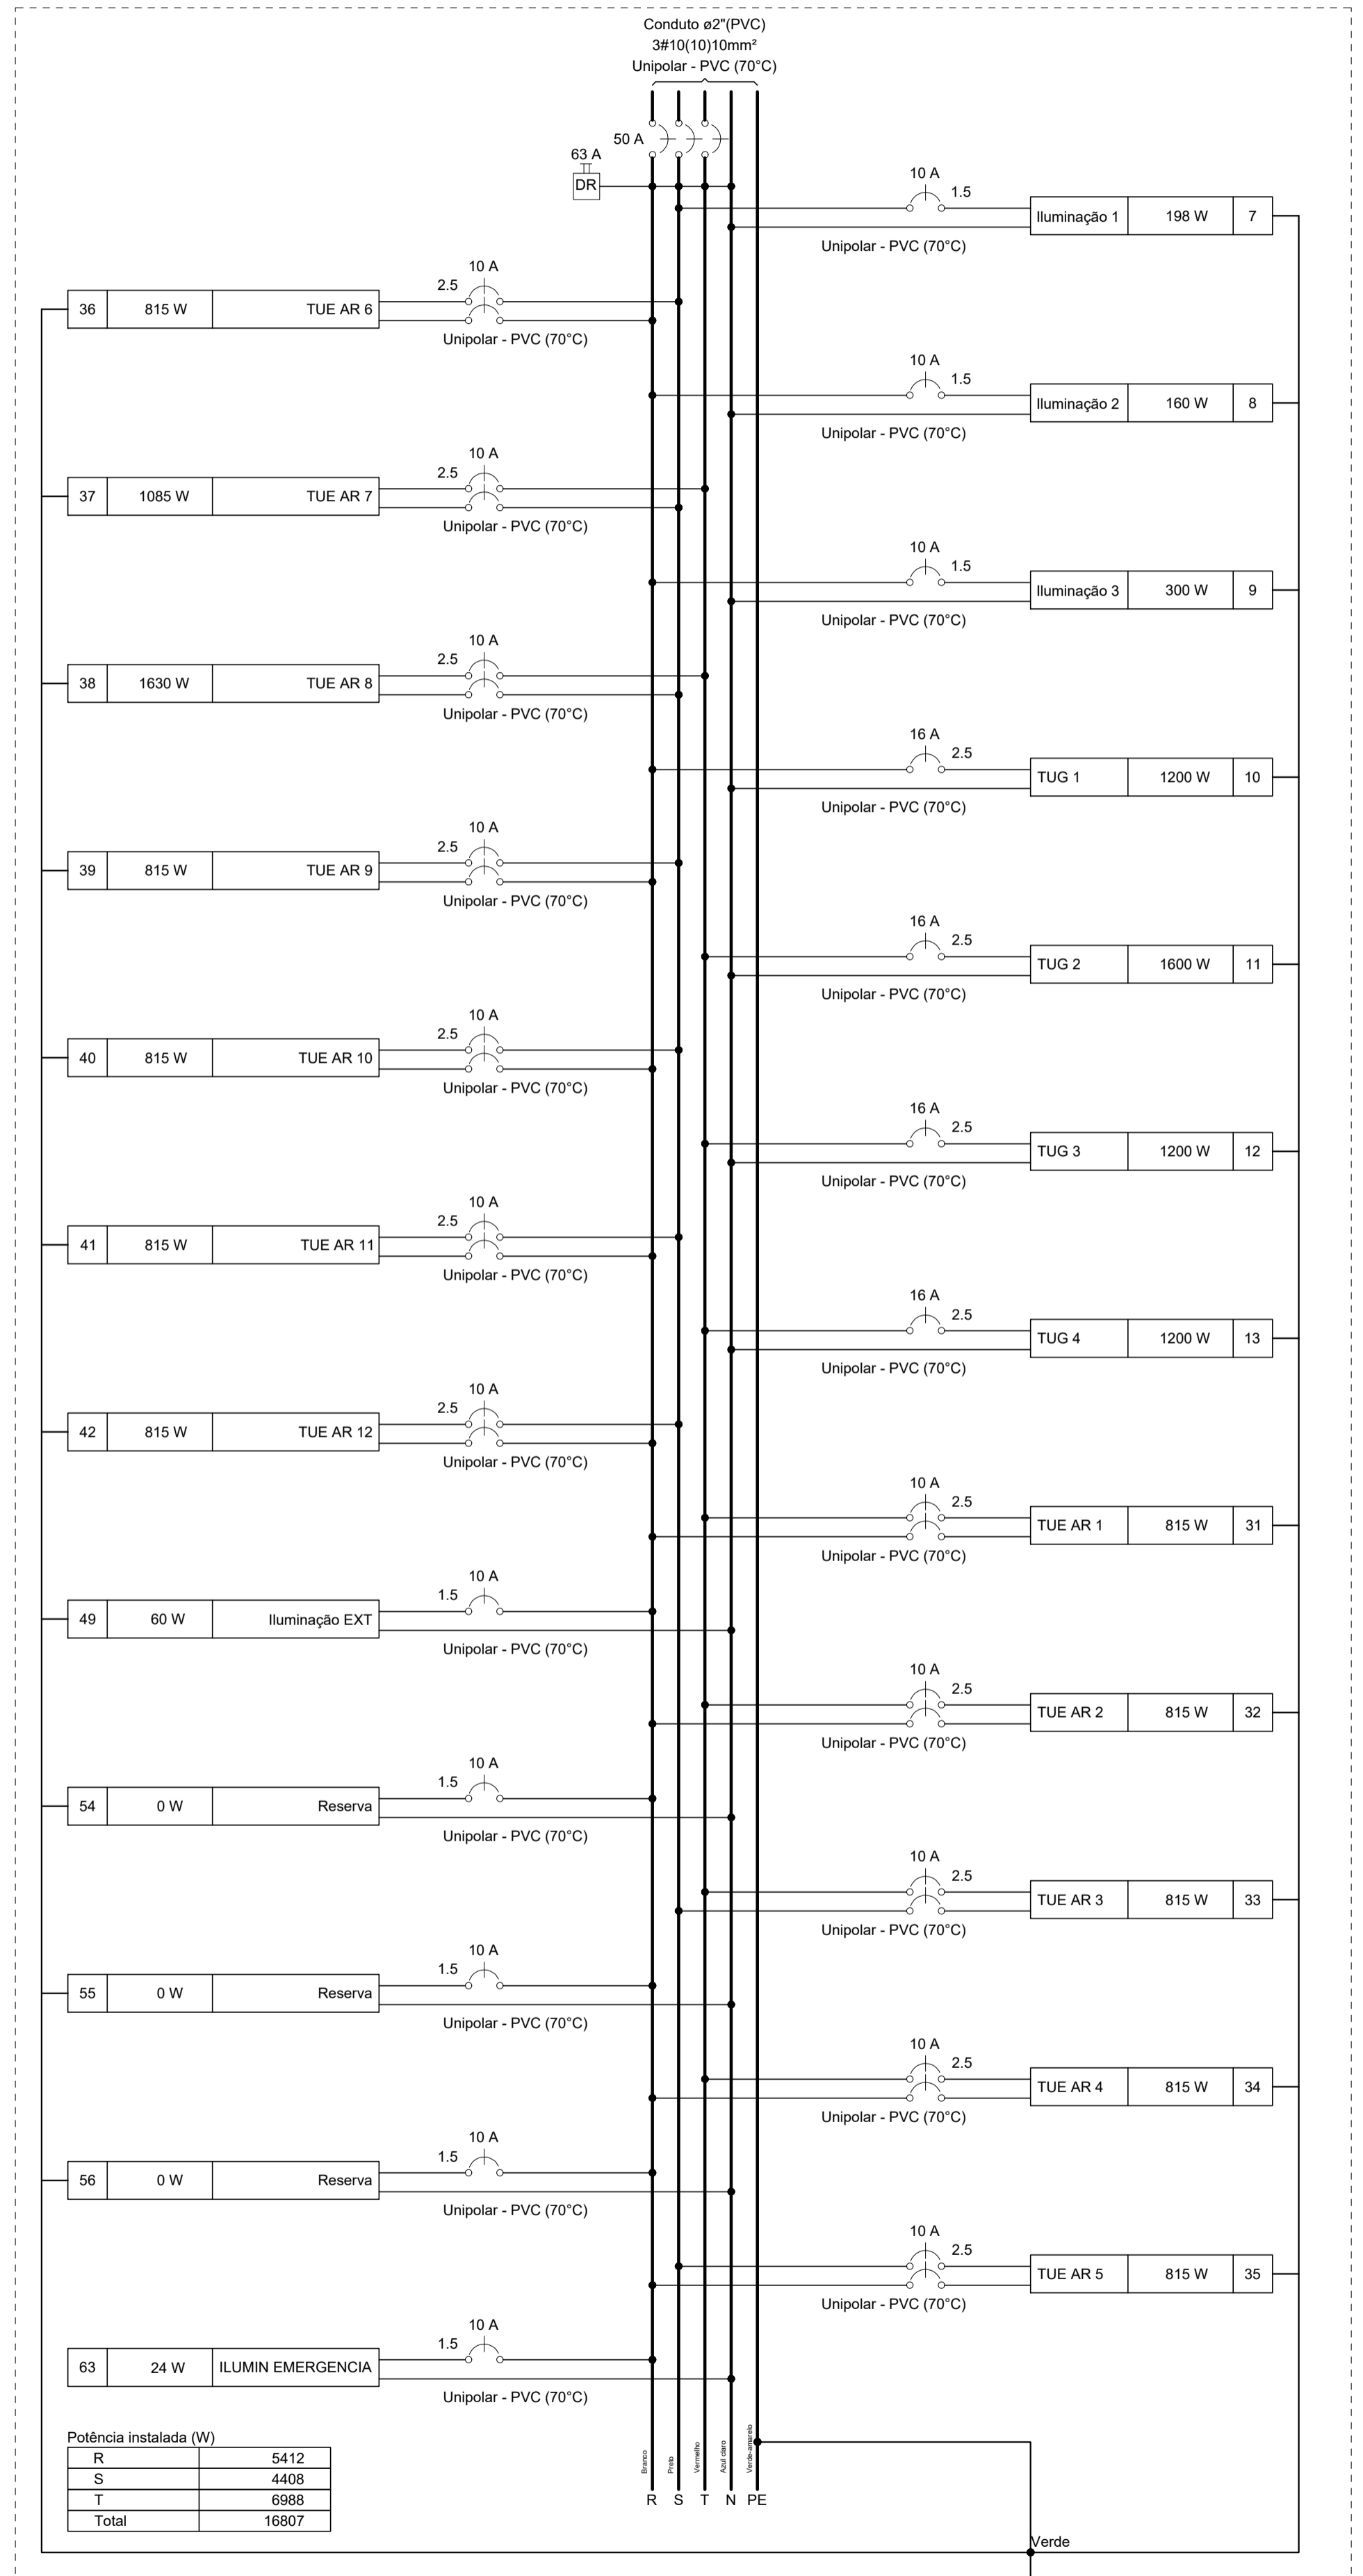 Conduto ø2"(PVC)
3#10(10)10mm²
Unipolar - PVC (70°C)
50 A
63 A
DR
10 A
1.5
Iluminação 1 198 W 7
Unipolar - PVC (70°C)
10 A
2.5
36 815 W TUE AR 6
Unipolar - PVC (70°C)
10 A
1.5
Iluminação 2 160 W 8
Unipolar - PVC (70°C)
10 A
2.5
37 1085 W TUE AR 7
Unipolar - PVC (70°C)
10 A
1.5
Iluminação 3 300 W 9
Unipolar - PVC (70°C)
10 A
2.5
38 1630 W TUE AR 8
Unipolar - PVC (70°C)
16 A
2.5
TUG 1 1200 W 10
Unipolar - PVC (70°C)
10 A
2.5
39 815 W TUE AR 9
Unipolar - PVC (70°C)
16 A
2.5
TUG 2 1600 W 11
Unipolar - PVC (70°C)
10 A
2.5
40 815 W TUE AR 10
Unipolar - PVC (70°C)
16 A
2.5
TUG 3 1200 W 12
Unipolar - PVC (70°C)
10 A
2.5
41 815 W TUE AR 11
Unipolar - PVC (70°C)
16 A
2.5
TUG 4 1200 W 13
Unipolar - PVC (70°C)
10 A
2.5
42 815 W TUE AR 12
Unipolar - PVC (70°C)
10 A
2.5
TUE AR 1 815 W 31
Unipolar - PVC (70°C)
10 A
1.5
49 60 W Iluminação EXT
Unipolar - PVC (70°C)
10 A
2.5
TUE AR 2 815 W 32
Unipolar - PVC (70°C)
10 A
1.5
54 0 W Reserva
Unipolar - PVC (70°C)
10 A
2.5
TUE AR 3 815 W 33
Unipolar - PVC (70°C)
10 A
1.5
55 0 W Reserva
Unipolar - PVC (70°C)
10 A
2.5
TUE AR 4 815 W 34
Unipolar - PVC (70°C)
10 A
1.5
56 0 W Reserva
Unipolar - PVC (70°C)
10 A
2.5
TUE AR 5 815 W 35
Unipolar - PVC (70°C)
10 A
1.5
63 24 W ILUMIN EMERGENCIA
Unipolar - PVC (70°C)
Potência instalada (W)
R 5412
S 4408
T 6988
Total 16807
Branco
Preto
Vermelho
Azul claro
Verde-amarelo
R S T N PE
Verde